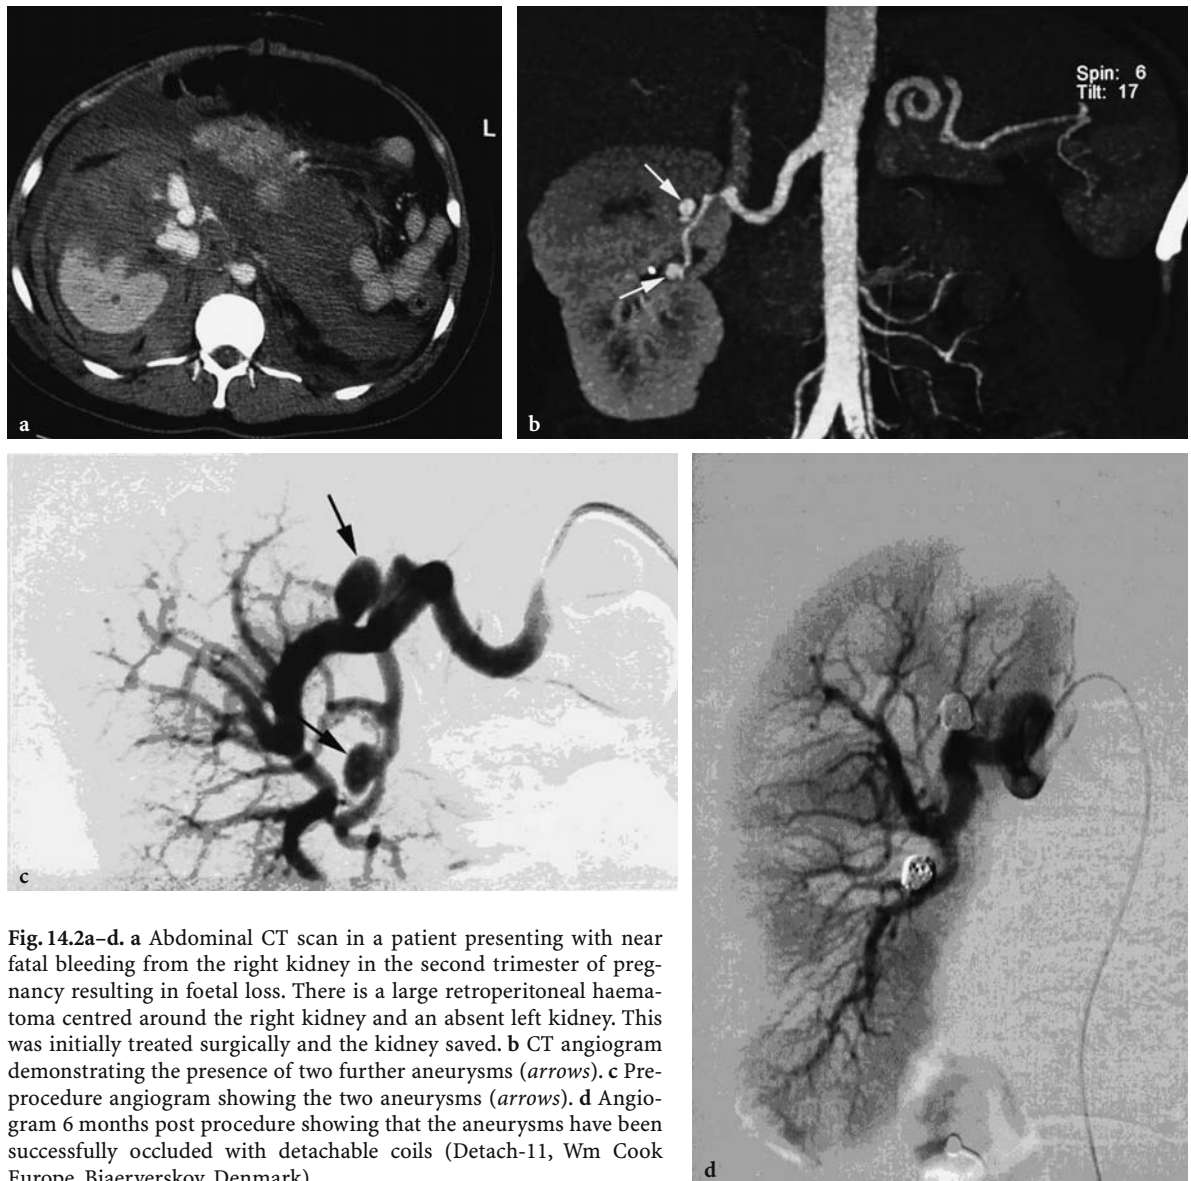 L
a
Spin: 6
Tilt: 17
b
c
Fig. 14.2a–d. a Abdominal CT scan in a patient presenting with near
fatal bleeding from the right kidney in the second trimester of preg-
nancy resulting in foetal loss. There is a large retroperitoneal haema-
toma centred around the right kidney and an absent left kidney. This
was initially treated surgically and the kidney saved. b CT angiogram
demonstrating the presence of two further aneurysms (arrows). c Pre-
procedure angiogram showing the two aneurysms (arrows). d Angio-
gram 6 months post procedure showing that the aneurysms have been
successfully occluded with detachable coils (Detach-11, Wm Cook
Europe, Bjaerverskov, Denmark)
d